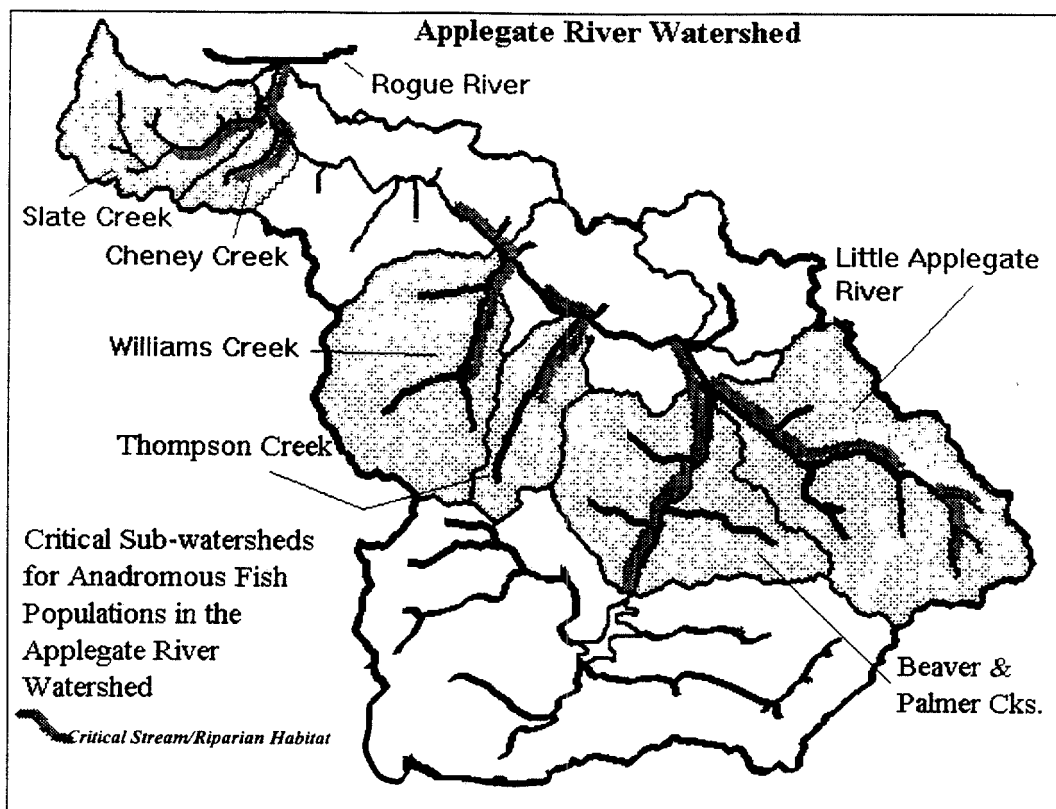 Applegate River Watershed
Rogue River
Slate Creek
Cheney Creek
Little Applegate
River
Williams Creek
Thompson Creek
Critical Sub-watersheds
for Anadromous Fish
Populations in the
Applegate River
Watershed
Beaver &
Palmer Cks.
Critical Stream/Riparian Habitat